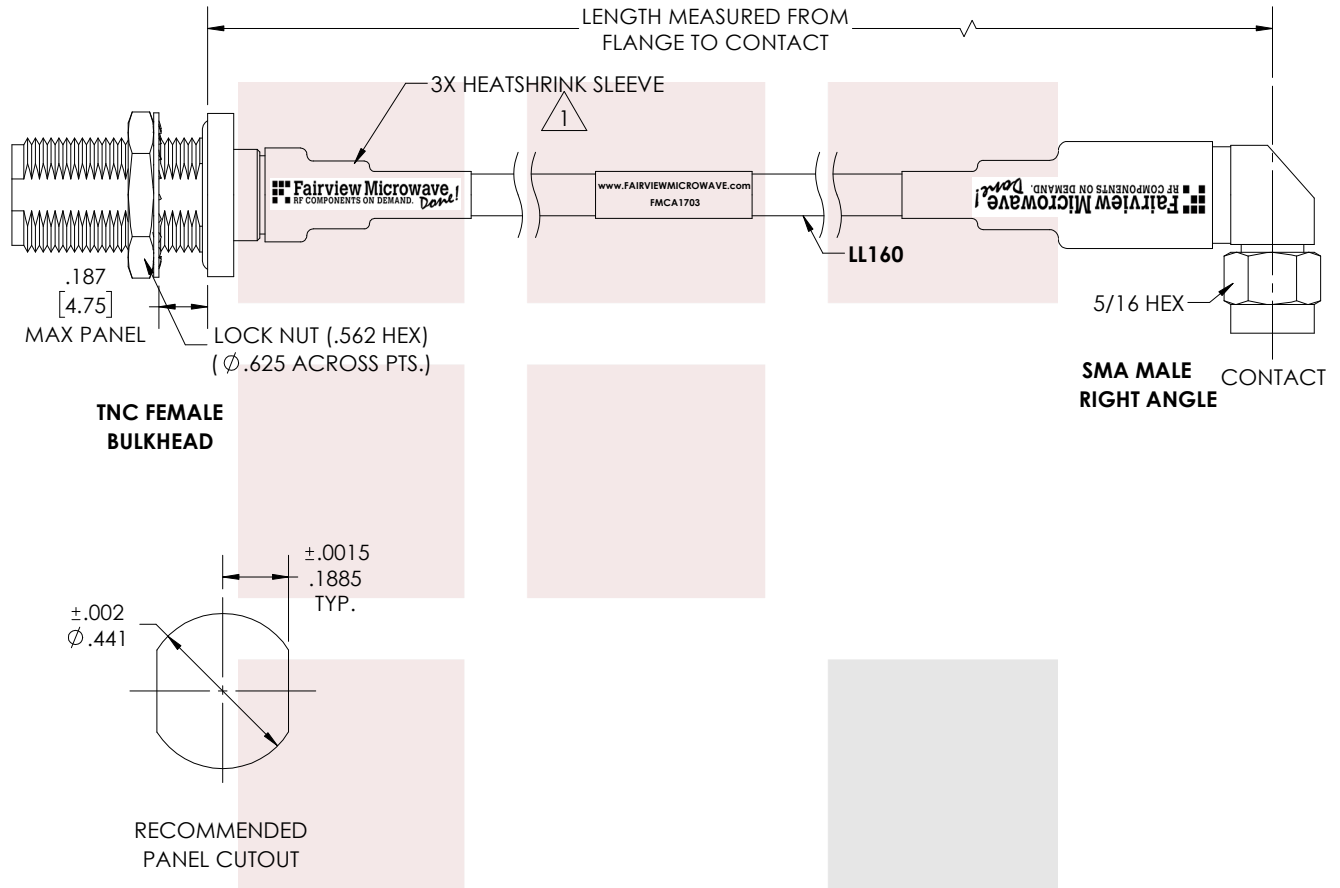 LENGTH MEASURED FROM
FLANGE TO CONTACT
3X HEATSHRINK SLEEVE
1
Fairview Microwave
RF COMPONENTS ON DEMAND.
Done!
www.FAIRVIEWMICROWAVE.com
FMCA1703
Fairview Microwave
RF COMPONENTS ON DEMAND.
Done!
LL160
.187
[4.75]
MAX PANEL
LOCK NUT (.562 HEX)
(∅.625 ACROSS PTS.)
5/16 HEX
TNC FEMALE
BULKHEAD
SMA MALE
RIGHT ANGLE
CONTACT
±.0015
.1885
TYP.
±.002
∅.441
RECOMMENDED
PANEL CUTOUT